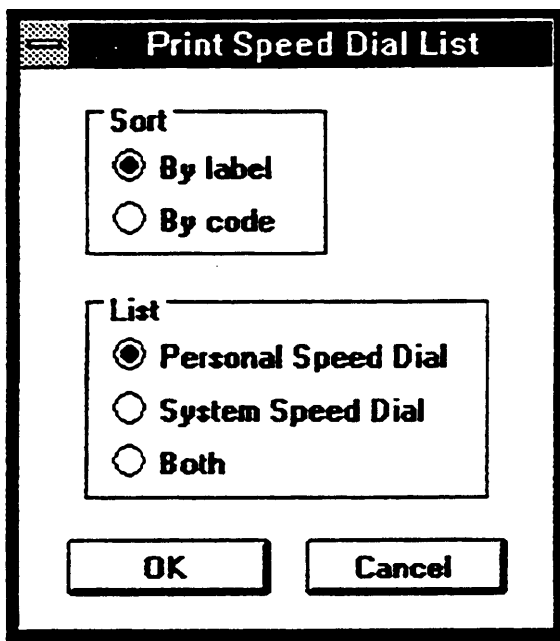 Print Speed Dial List
Sort
By label
By code
List
Personal Speed Dial
System Speed Dial
Both
OK
Cancel